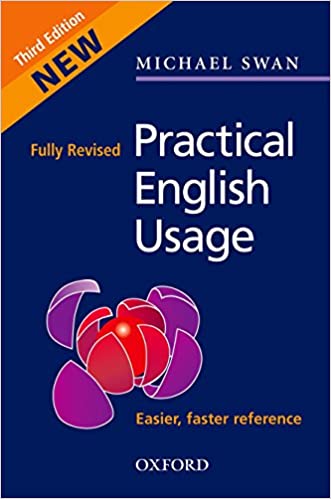 Third Edition
NEW
MICHAEL SWAN
Fully Revised
Practical
English
Usage
Easier, faster reference
OXFORD